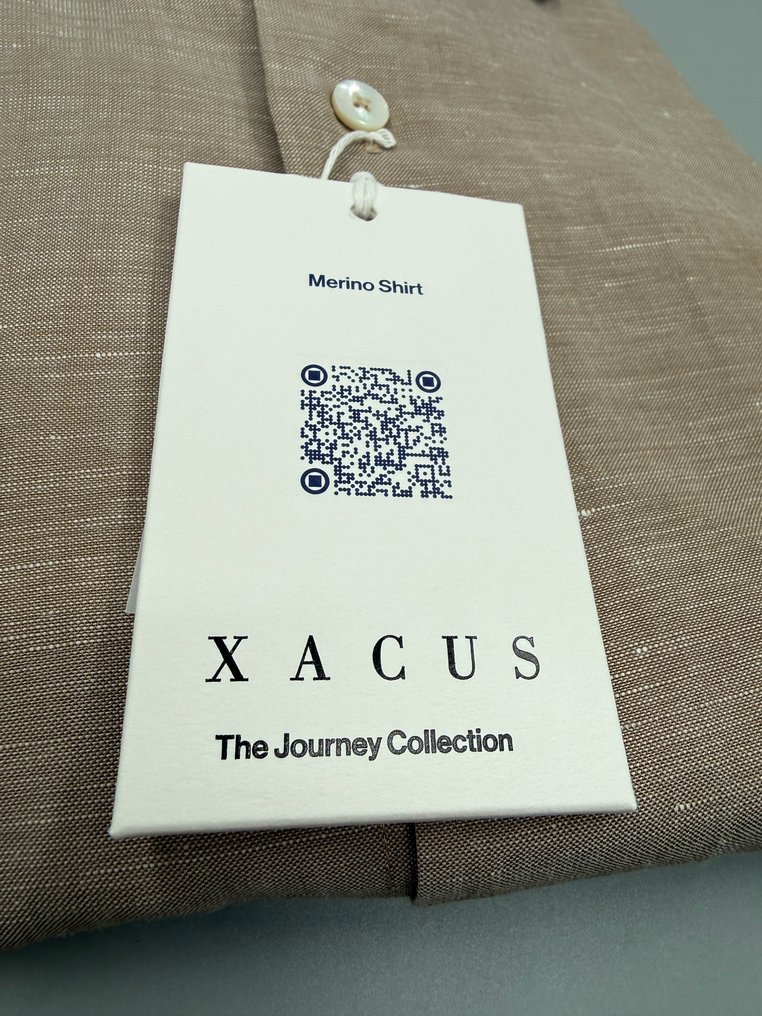 Merino Shirt
XACUS
The Journey Collection